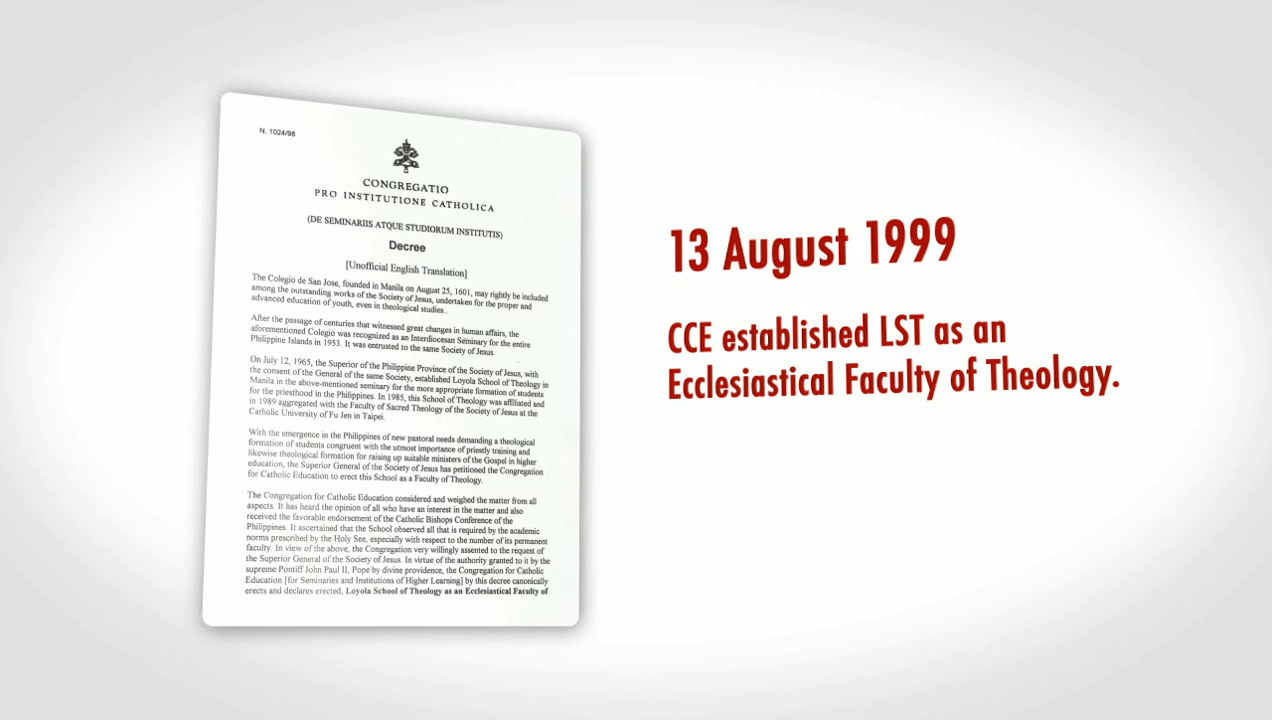 N. 1024/98
CONGREGATIO
PRO INSTITUTIONE CATHOLICA
(DE SEMINARIIS ATQUE STUDIORUM INSTITUTIS)
Decree
[Unofficial English Translation]
The Colegio de San Jose, founded in Manila on August 25, 1601, may rightly be included
among the outstanding works of the Society of Jesus, undertaken for the proper and
advanced education of youth, even in theological studies..
After the passage of centuries that witnessed great changes in human affairs, the
aforementioned Colegio was recognized as an Interdiocesan Seminary for the entire
Philippine Islands in 1953. It was entrusted to the same Society of Jesus.
On July 12, 1965, the Superior of the Philippine Province of the Society of Jesus, with
the consent of the General of the same Society, established Loyola School of Theology in
Manila in the above-mentioned seminary for the more appropriate formation of students
for the priesthood in the Philippines. In 1985, this School of Theology was affiliated and
in 1989 aggregated with the Faculty of Sacred Theology of the Society of Jesus at the
Catholic University of Fu Jen in Taipei.
With the emergence in the Philippines of new pastoral needs demanding a theological
formation of students congruent with the utmost importance of priestly training and
likewise theological formation for raising up suitable ministers of the Gospel in higher
education, the Superior General of the Society of Jesus has petitioned the Congregation
for Catholic Education to erect this School as a Faculty of Theology.
The Congregation for Catholic Education considered and weighed the matter from all
aspects. It has heard the opinion of all who have an interest in the matter and also
received the favorable endorsement of the Catholic Bishops Conference of the
Philippines. It ascertained that the School observed all that is required by the academic
norms prescribed by the Holy See, especially with respect to the number of its permanent
faculty. In view of the above, the Congregation very willingly assented to the request of
the Superior General of the Society of Jesus. In virtue of the authority granted to it by the
supreme Pontiff John Paul II, Pope by divine providence, the Congregation for Catholic
Education [for Seminaries and Institutions of Higher Learning] by this decree canonically
erects and declares erected, Loyola School of Theology as an Ecclesiastical Faculty of
13 August 1999
CCE established LST as an
Ecclesiastical Faculty of Theology.